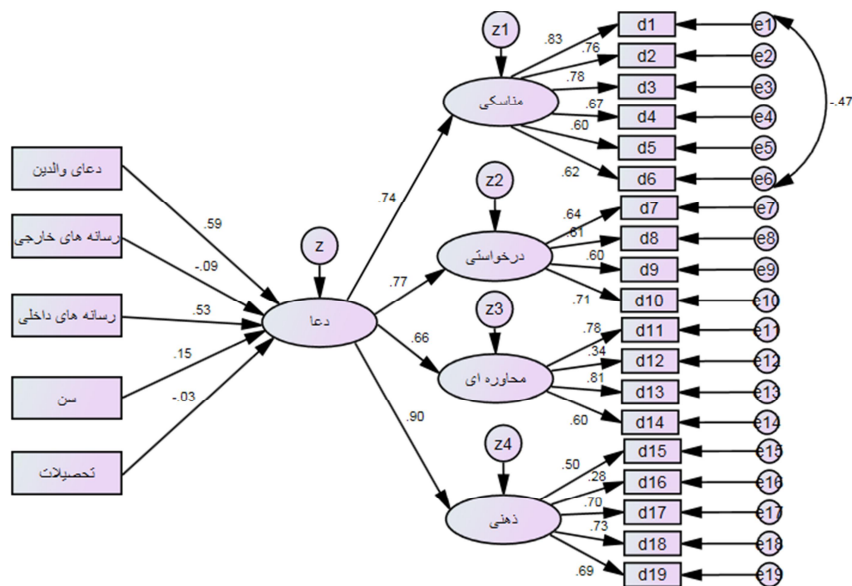 دعای والدین
رسانه های خارجی
رسانه های داخلی
سن
تحصیلات
.59
-.09
.53
.15
-.03
z
دعا
.74
.77
.66
.90
z1
مناسکی
z2
درخواستی
z3
محاوره ای
z4
ذهنی
.83
.76
.78
.67
.60
.62
.64
.61
.60
.71
.78
.34
.81
.60
.50
.28
.70
.73
.69
d1
d2
d3
d4
d5
d6
d7
d8
d9
d10
d11
d12
d13
d14
d15
d16
d17
d18
d19
e1
e2
e3
e4
e5
e6
e7
e8
e9
e10
e11
e12
e13
e14
e15
e16
e17
e18
e19
-.47